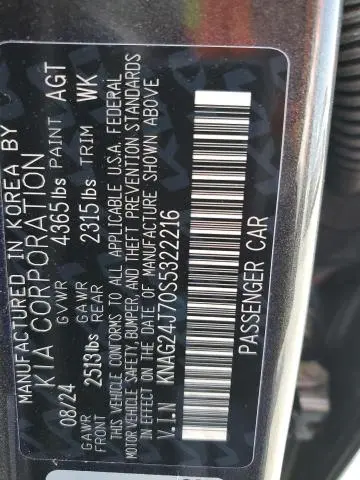 MANUFACTURED IN KOREA BY
KIA CORPORATION
08/24 GVWR 4365lbs PAINT AGT
GAWR FRONT 2513lbs GAWR REAR 2315lbs TRIM WK
THIS VEHICLE CONFORMS TO ALL APPLICABLE U.S.A. FEDERAL
MOTOR VEHICLE SAFETY, BUMPER, AND THEFT PREVENTION STANDARDS
IN EFFECT ON THE DATE OF MANUFACTURE SHOWN ABOVE
V.I.N KNAG24J70S5322216
PASSENGER CAR